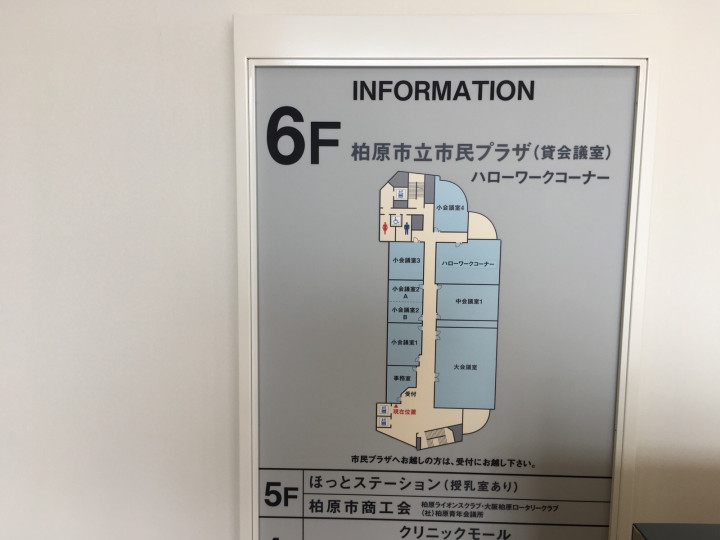 INFORMATION
6F 柏原市立市民プラザ(貸会議室)
ハローワークコーナー
小会議室4
小会議室3
ハローワークコーナー
小会議室2
A
中会議室1
小会議室2
B
小会議室1
大会議室
事務室
受付
現在位置
市民プラザへお越しの方は、受付にお越し下さい。
5F
ほっとステーション(授乳室あり)
柏原市商工会
柏原ライオンズクラブ・大阪柏原ロータリークラブ
(社)柏原青年会議所
クリニックモール